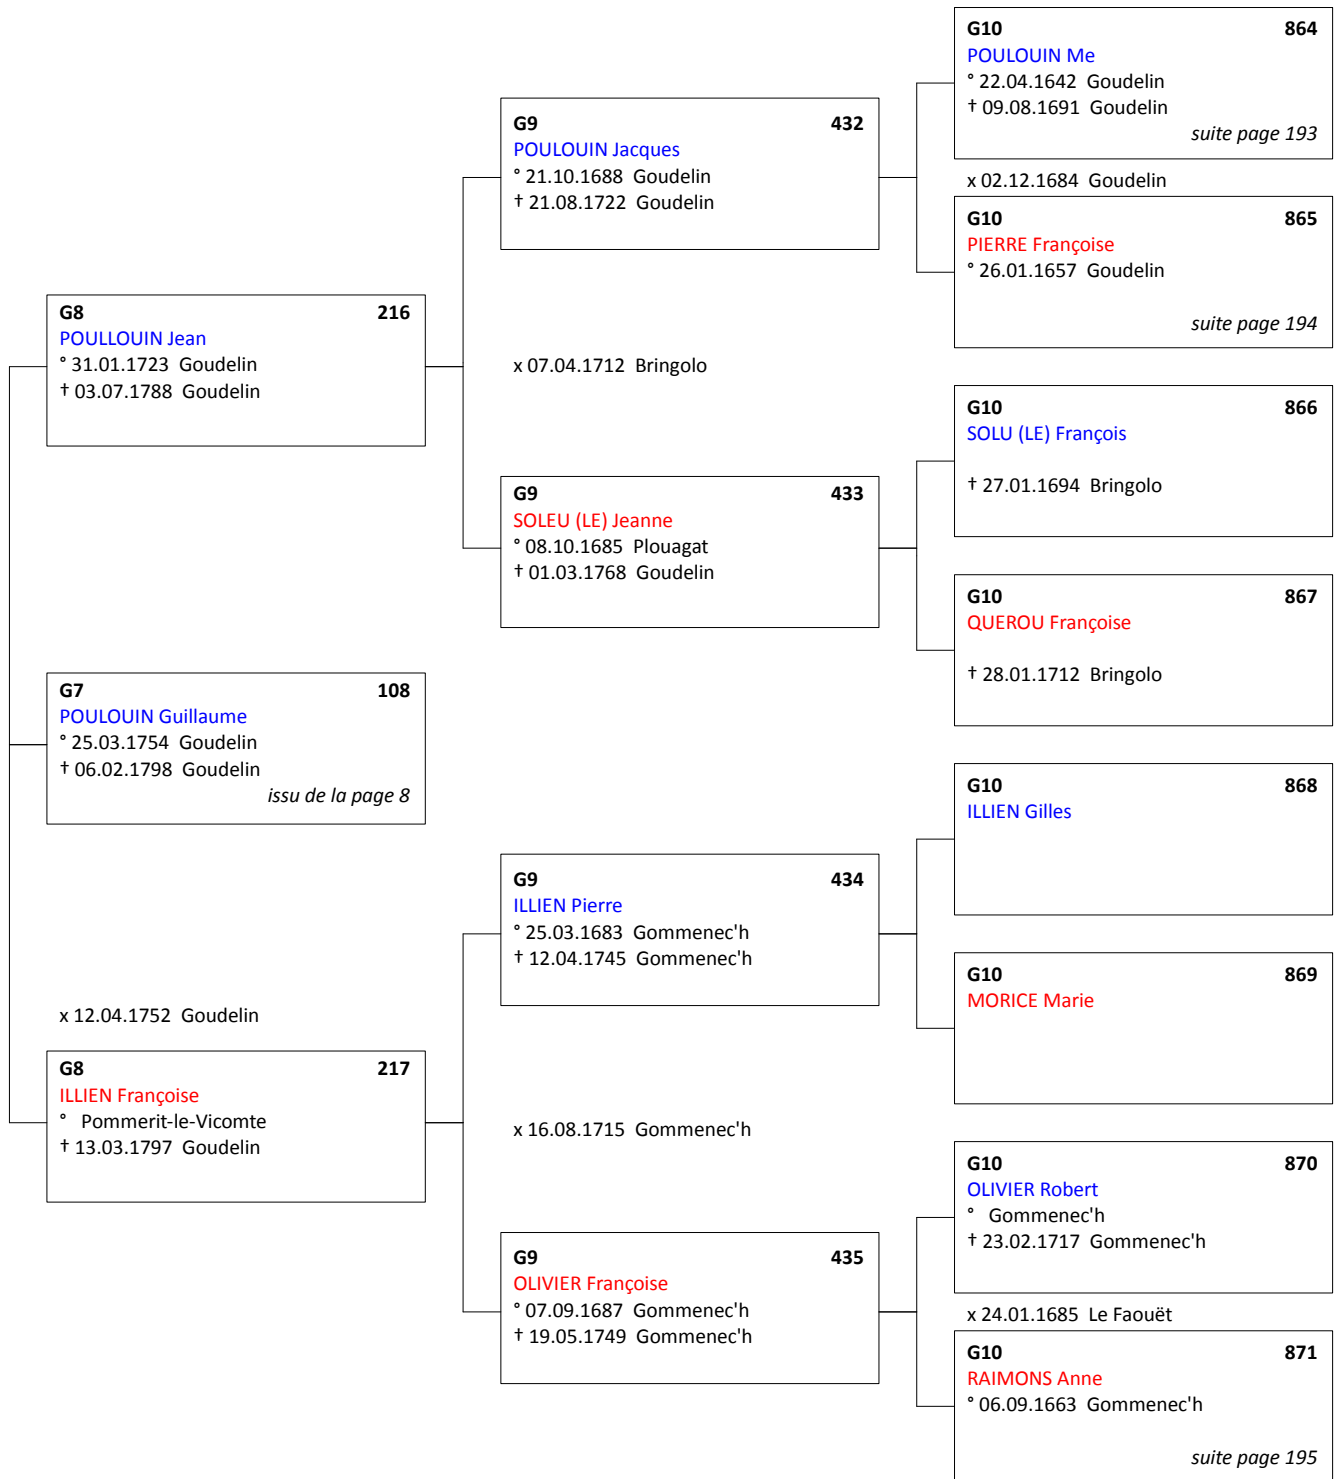 G8 216
POULLOUIN Jean
° 31.01.1723 Goudelin
† 03.07.1788 Goudelin
G7 108
POULOUIN Guillaume
° 25.03.1754 Goudelin
† 06.02.1798 Goudelin
issu de la page 8
x 12.04.1752 Goudelin
G8 217
ILLIEN Françoise
° Pommerit-le-Vicomte
† 13.03.1797 Goudelin
G9 432
POULOUIN Jacques
° 21.10.1688 Goudelin
† 21.08.1722 Goudelin
x 07.04.1712 Bringolo
G9 433
SOLEU (LE) Jeanne
° 08.10.1685 Plouagat
† 01.03.1768 Goudelin
G9 434
ILLIEN Pierre
° 25.03.1683 Gommenec'h
† 12.04.1745 Gommenec'h
x 16.08.1715 Gommenec'h
G9 435
OLIVIER Françoise
° 07.09.1687 Gommenec'h
† 19.05.1749 Gommenec'h
G10 864
POULOUIN Me
° 22.04.1642 Goudelin
† 09.08.1691 Goudelin
suite page 193
x 02.12.1684 Goudelin
G10 865
PIERRE Françoise
° 26.01.1657 Goudelin
suite page 194
G10 866
SOLU (LE) François
† 27.01.1694 Bringolo
G10 867
QUEROU Françoise
† 28.01.1712 Bringolo
G10 868
ILLIEN Gilles
G10 869
MORICE Marie
G10 870
OLIVIER Robert
° Gommenec'h
† 23.02.1717 Gommenec'h
x 24.01.1685 Le Faouët
G10 871
RAIMONS Anne
° 06.09.1663 Gommenec'h
suite page 195